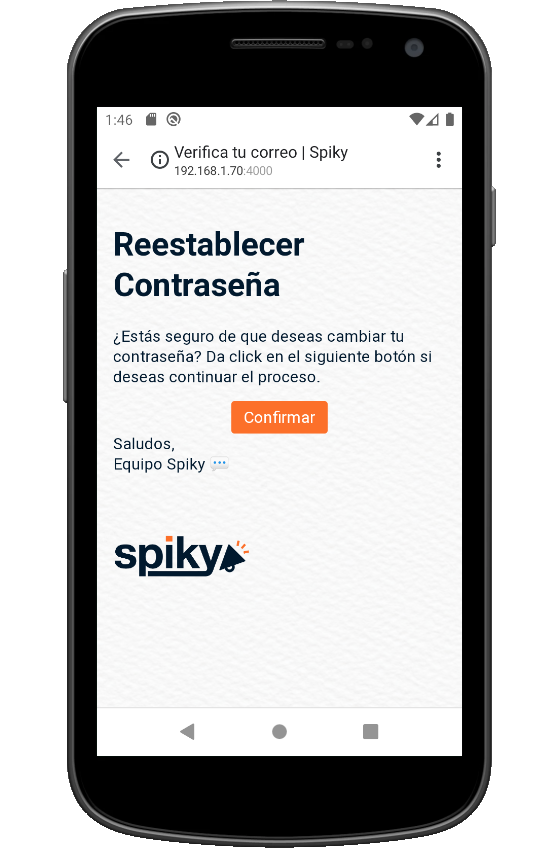 1:46
Verifica tu correo | Spiky
192.168.1.70:4000
Reestablecer
Contraseña
¿Estás seguro de que deseas cambiar tu
contraseña? Da click en el siguiente botón si
deseas continuar el proceso.
Confirmar
Saludos,
Equipo Spiky 💬
spiky